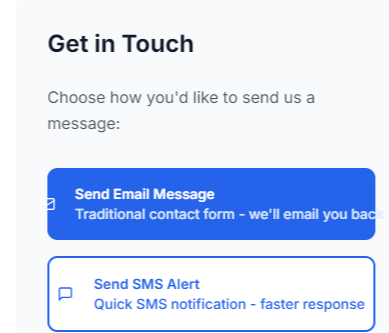 Get in Touch
Choose how you'd like to send us a
message:
Send Email Message
Traditional contact form - we'll email you back
Send SMS Alert
Quick SMS notification - faster response